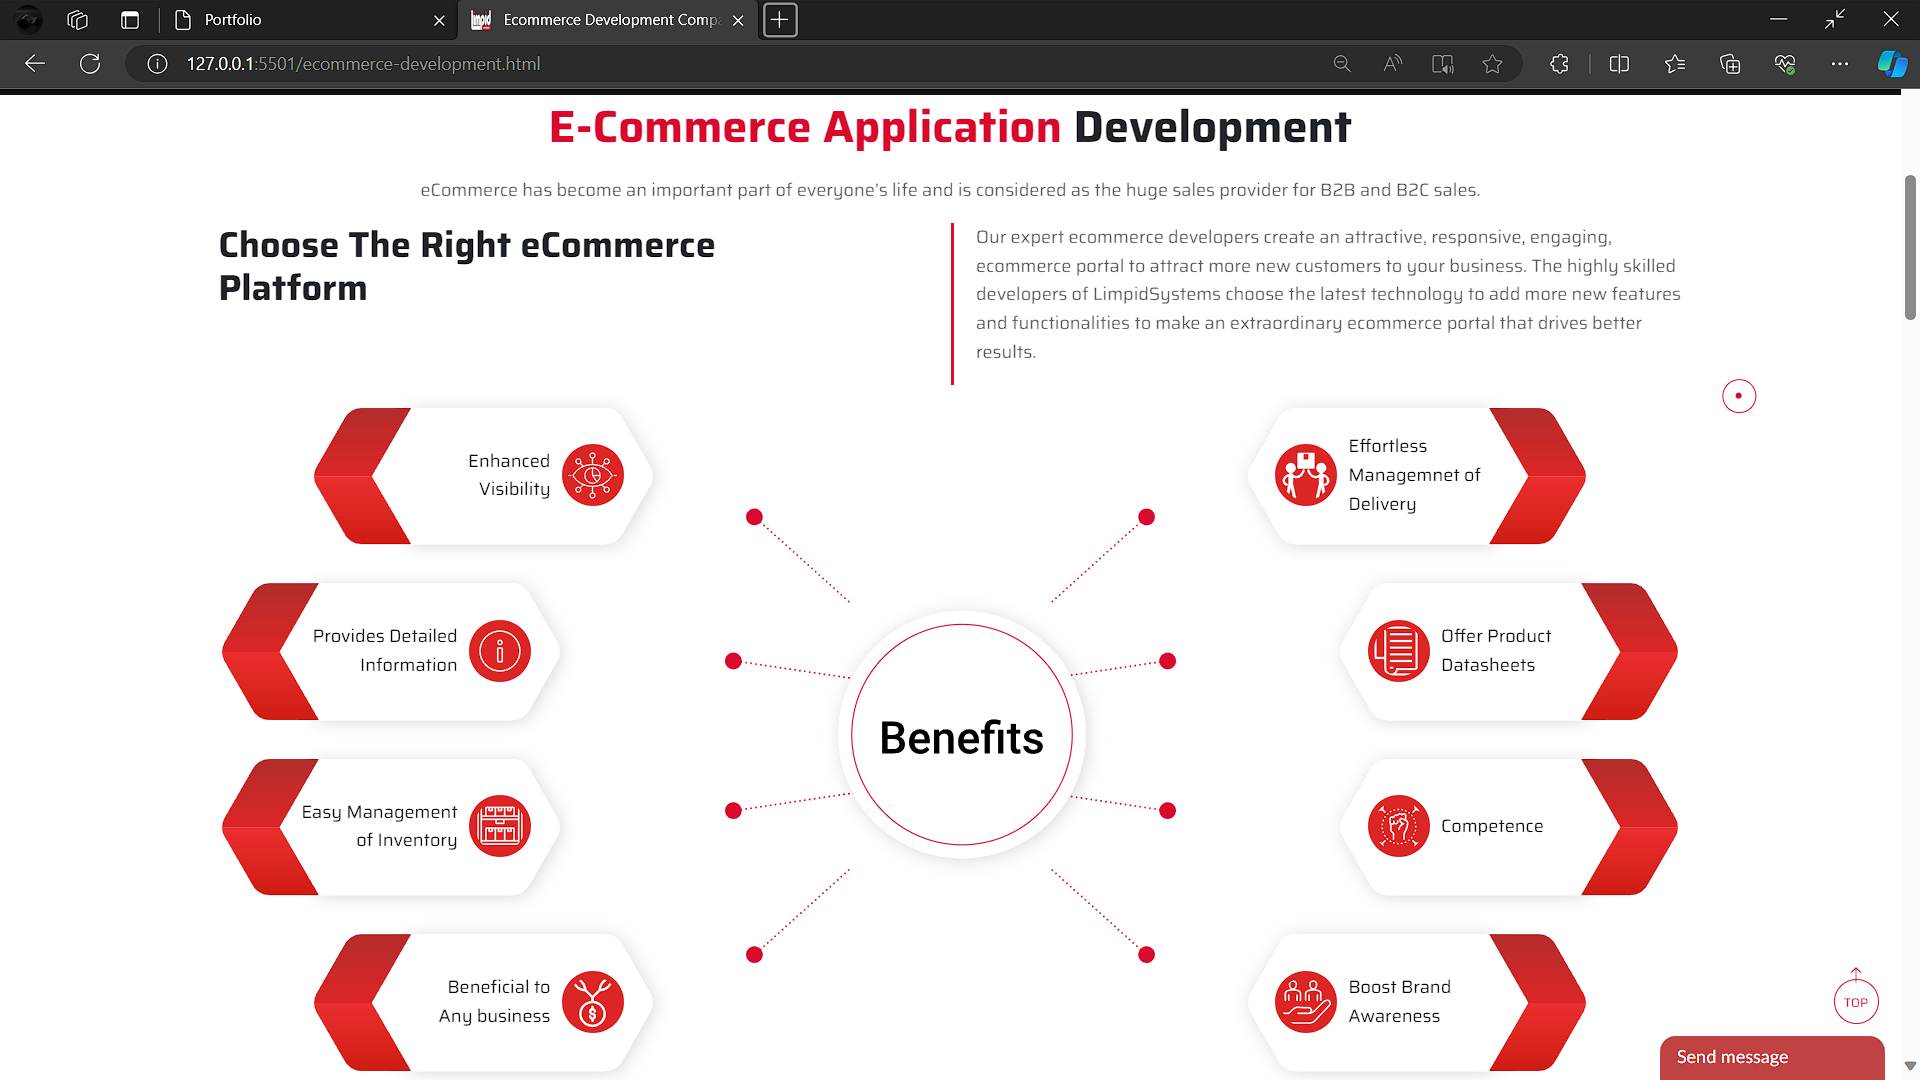 Portfolio
Ecommerce Development Comp
127.0.0.1:5501/ecommerce-development.html
E-Commerce Application Development
eCommerce has become an important part of everyone's life and is considered as the huge sales provider for B2B and B2C sales.
Choose The Right eCommerce
Platform
Our expert ecommerce developers create an attractive, responsive, engaging,
ecommerce portal to attract more new customers to your business. The highly skilled
developers of LimpidSystems choose the latest technology to add more new features
and functionalities to make an extraordinary ecommerce portal that drives better
results.
Enhanced
Visibility
Provides Detailed
Information
Easy Management
of Inventory
Beneficial to
Any business
Benefits
Effortless
Managemnet of
Delivery
Offer Product
Datasheets
Competence
Boost Brand
Awareness
TOP
Send message